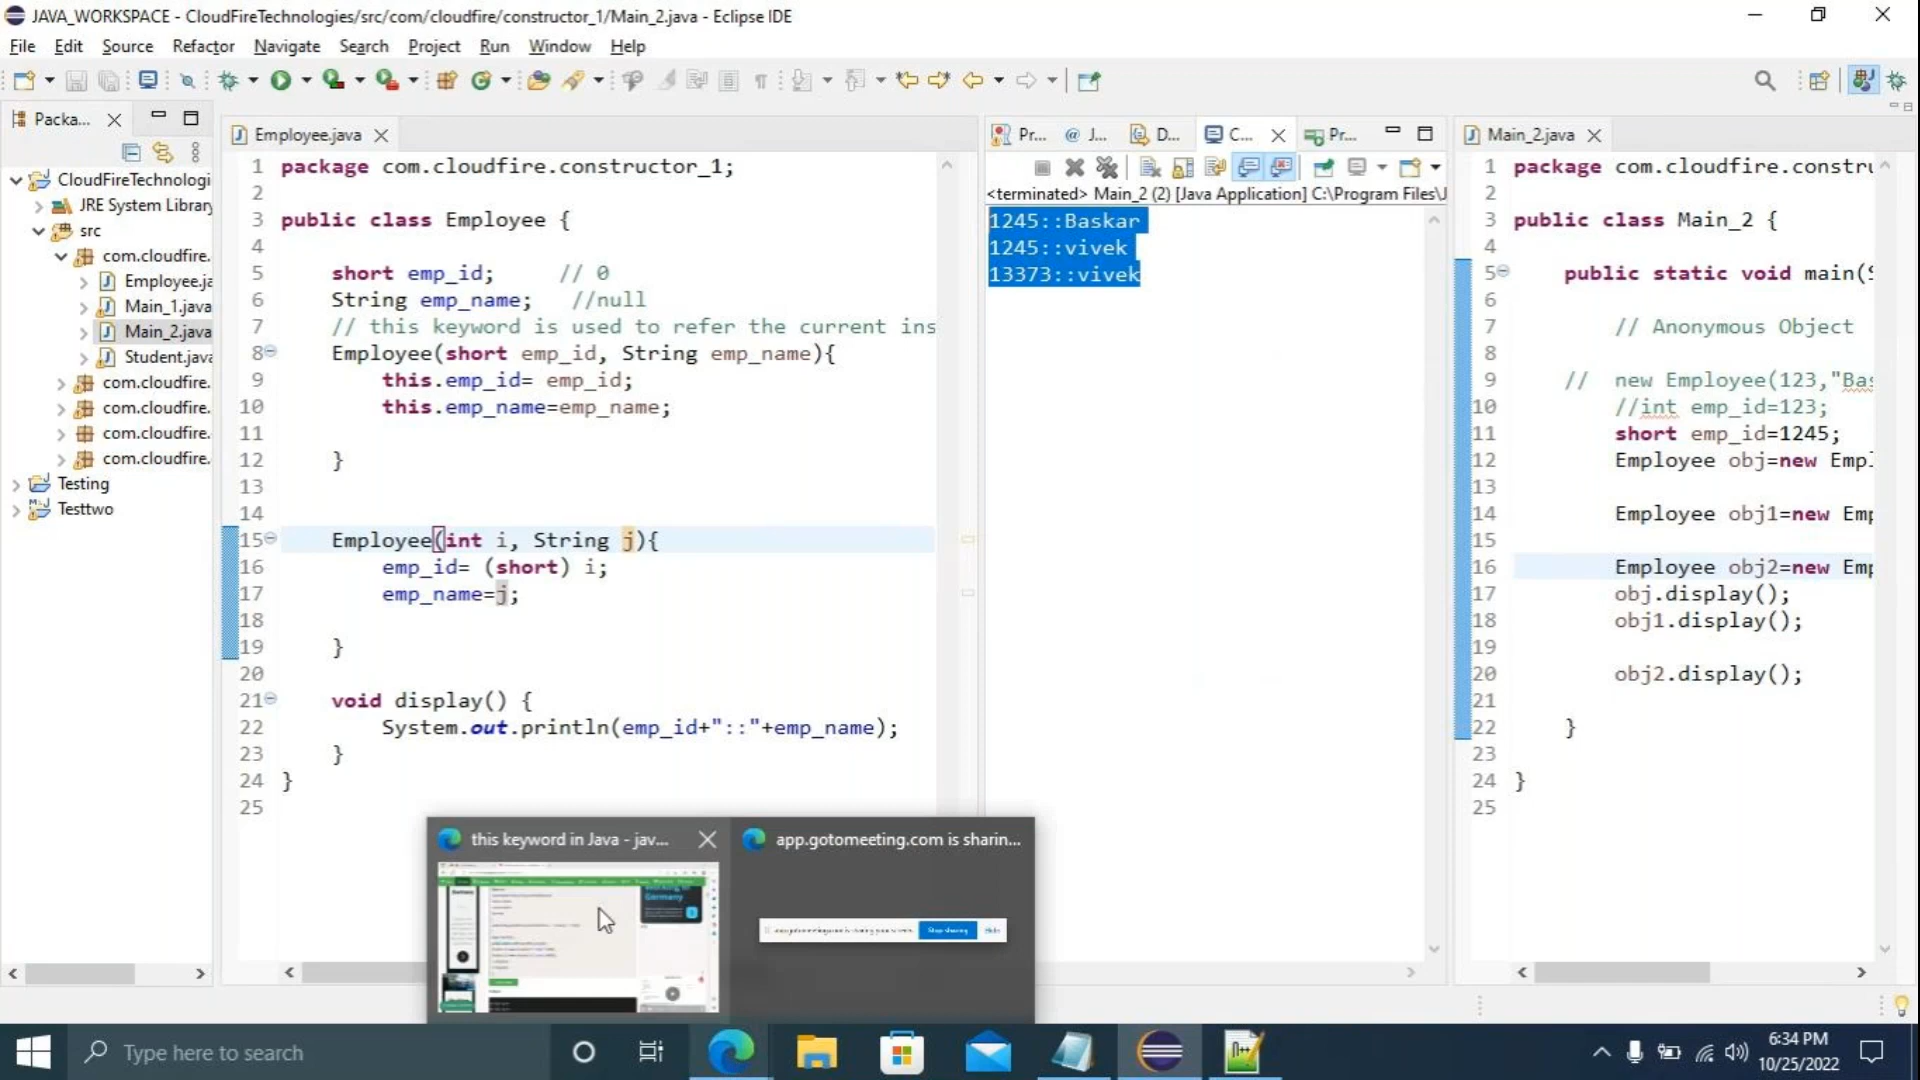 JAVA_WORKSPACE - CloudFireTechnologies/src/com/cloudfire/constructor_1/Main_2.java - Eclipse IDE
File Edit Source Refactor Navigate Search Project Run Window Help
Packa...
CloudFireTechnologi
JRE System Library
src
com.cloudfire.
Employee.ja
Main_1.java
Main_2.java
Student.java
com.cloudfire.
com.cloudfire.
com.cloudfire.
com.cloudfire.
Testing
Testtwo
Employee.java
1 package com.cloudfire.constructor_1;
2
3 public class Employee {
4
5 short emp_id; // 0
6 String emp_name; //null
7 // this keyword is used to refer the current ins
8 Employee(short emp_id, String emp_name){
9 this.emp_id= emp_id;
10 this.emp_name=emp_name;
11
12 }
13
14
15 Employee(int i, String j){
16 emp_id= (short) i;
17 emp_name=j;
18
19 }
20
21 void display() {
22 System.out.println(emp_id+"::"+emp_name);
23 }
24 }
25
Pr... @ J... D... C... Pr...
<terminated> Main_2 (2) [Java Application] C:\Program Files\J
1245::Baskar
1245::vivek
13373::vivek
Main_2.java
1 package com.cloudfire.constru
2
3 public class Main_2 {
4
5 public static void main(S
6
7 // Anonymous Object
8
9 // new Employee(123,"Bas
10 //int emp_id=123;
11 short emp_id=1245;
12 Employee obj=new Empl
13
14 Employee obj1=new Emp
15
16 Employee obj2=new Emp
17 obj.display();
18 obj1.display();
19
20 obj2.display();
21
22 }
23
24 }
25
this keyword in Java - jav...
app.gotomeeting.com is sharin...
Stop sharing
Hide
Type here to search
6:34 PM
10/25/2022